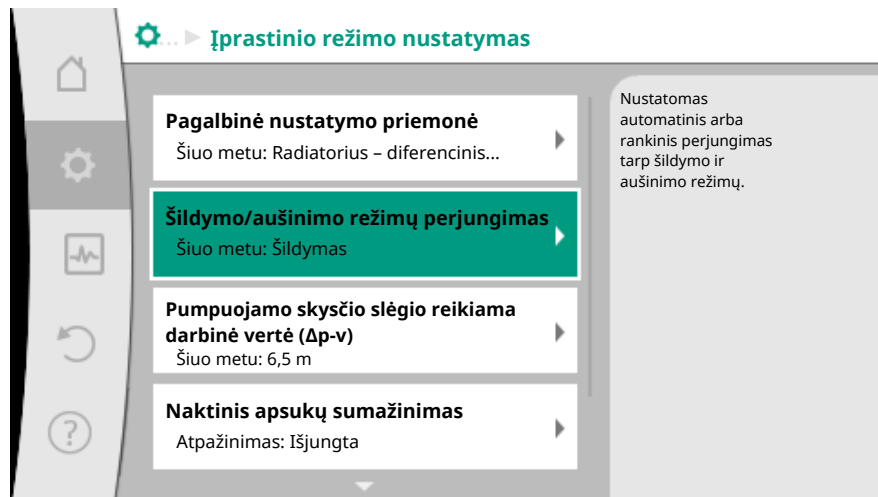 ... Įprastinio režimo nustatymas
Pagalbinė nustatymo priemonė
Šiuo metu: Radiatorius – diferencinis...
Šildymo/aušinimo režimų perjungimas
Šiuo metu: Šildymas
Pumpuojamo skysčio slėgio reikiama
darbinė vertė (Δp-v)
Šiuo metu: 6,5 m
Naktinis apsukų sumažinimas
Atpažinimas: Išjungta
Nustatomas
automatinis arba
rankinis perjungimas
tarp šildymo ir
aušinimo režimų.
?